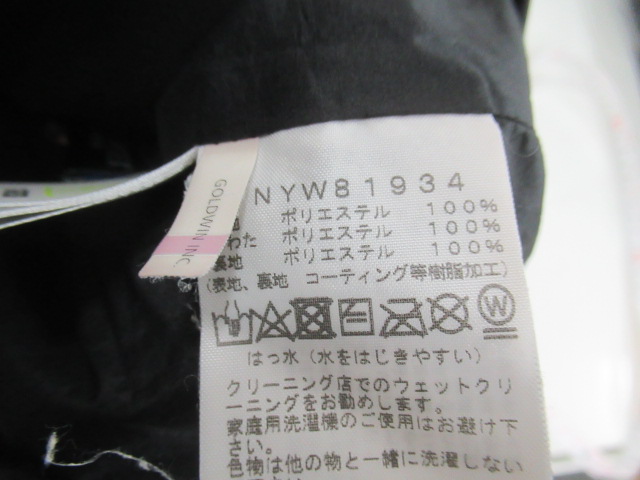 GOLDWIN INC
NYW81934
ポリエステル 100%
わた ポリエステル 100%
裏地 ポリエステル 100%
(表地、裏地 コーティング等樹脂加工)
W
はっ水(水をはじきやすい)
クリーニング店でのウェットクリ
ーニングをお勧めします。
家庭用洗濯機のご使用はお避け下
さい。
色物は他の物と一緒に洗濯しない
で下さい。